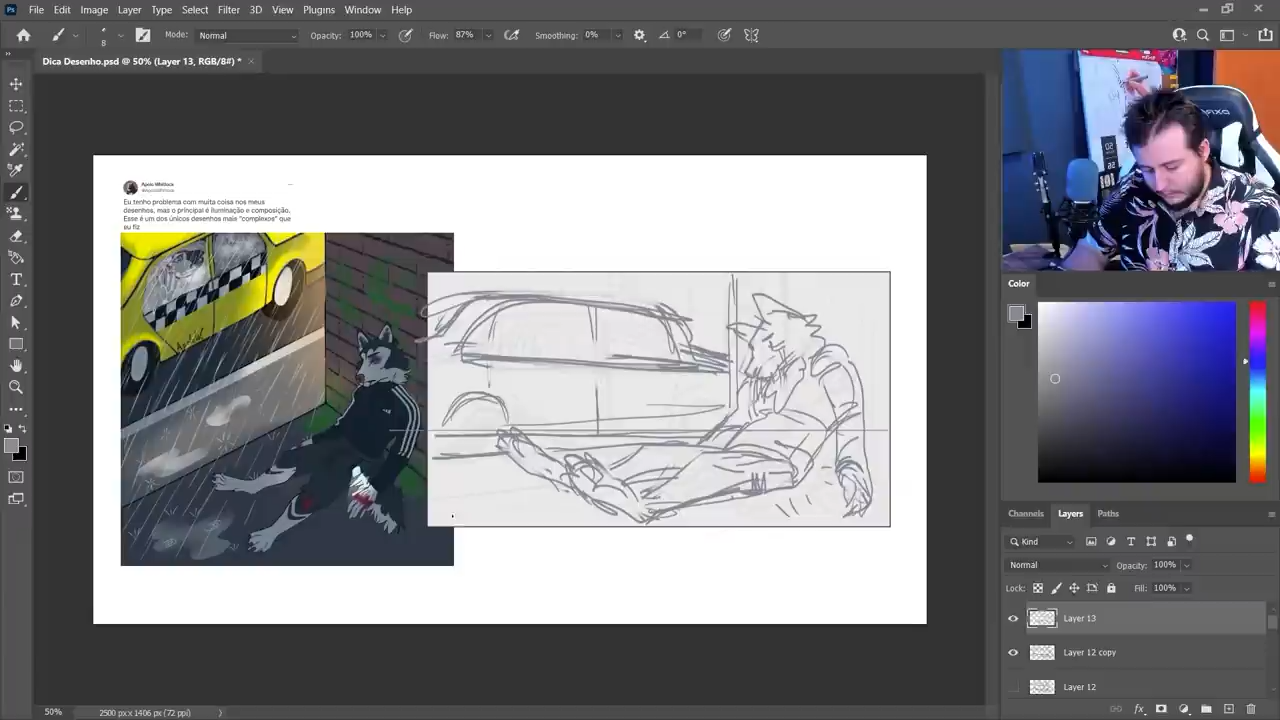 Ps File Edit Image Layer Type Select Filter 3D View Plugins Window Help
8 Mode: Normal Opacity: 100% Flow: 87% Smoothing: 0% 0°
Dica Desenho.psd @ 50% (Layer 13, RGB/8#) *
Apolo Whitloca
Eu tenho problema com muita coisa nos meus
desenhos, mas o principal é iluminação e composição,
Esse é um dos únicos desenhos mais "complexos" que
eu fiz
Color
Channels Layers Paths
Kind
Normal Opacity: 100%
Lock: Fill: 100%
Layer 13
Layer 12 copy
Layer 12
50% 2500 px x 1406 px (72 ppi)